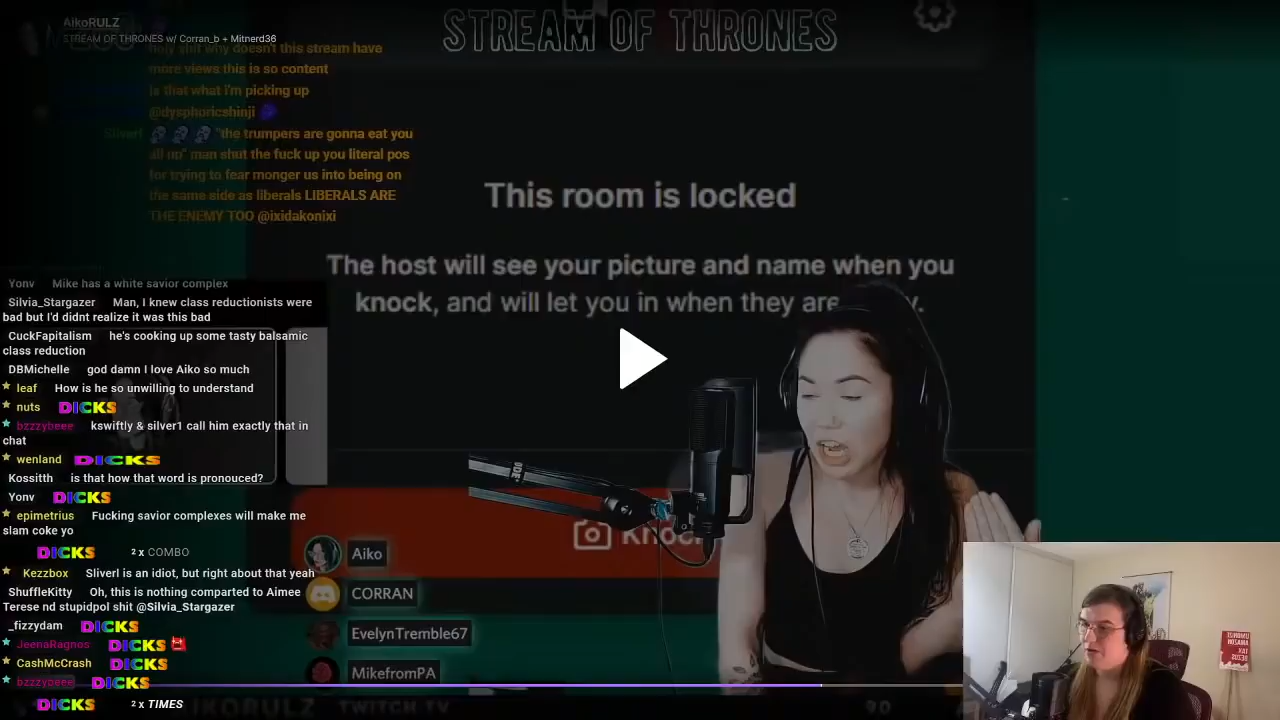 AikoRULZ
STREAM OF THRONES w/ Corran_b + Mitnerd36
STREAM OF THRONES
holy shit why doesn't this stream have
more views this is so content
is that what i'm picking up
@dysphoricshinji
Sliverl "the trumpers are gonna eat you
all up" man shut the fuck up you literal pos
for trying to fear monger us into being on
the same side as liberals LIBERALS ARE
THE ENEMY TOO @ixidakonixi
This room is locked
The host will see your picture and name when you
knock, and will let you in when they are
Yonv Mike has a white savior complex
Silvia_Stargazer Man, I knew class reductionists were
bad but I'd didnt realize it was this bad
CuckFapitalism he's cooking up some tasty balsamic
class reduction
DBMichelle god damn I love Aiko so much
leaf How is he so unwilling to understand
nuts DICKS
bzzzybeee kswiftly & silver1 call him exactly that in
chat
wenland DICKS
Kossitth is that how that word is pronouced?
Yonv DICKS
epimetrius Fucking savior complexes will make me
slam coke yo
DICKS 2 x COMBO
Kezzbox Sliverl is an idiot, but right about that yeah
ShuffleKitty Oh, this is nothing comparted to Aimee
Terese nd stupidpol shit @Silvia_Stargazer
_fizzydam DICKS
JeenaRagnos DICKS
CashMcCrash DICKS
bzzzybeee DICKS
DICKS 2 x TIMES
Knock
Aiko
CORRAN
EvelynTremble67
MikefromPA
TWITCH.TV
RODE